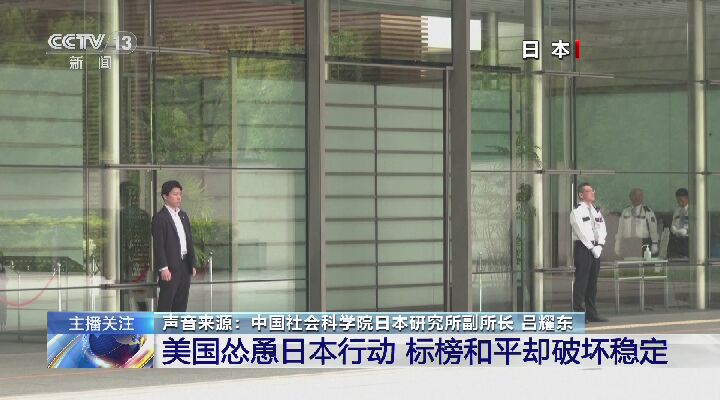 CCTV 13
新闻
日本
主播关注
声音来源：中国社会科学院日本研究所副所长 吕耀东
美国怂恿日本行动 标榜和平却破坏稳定